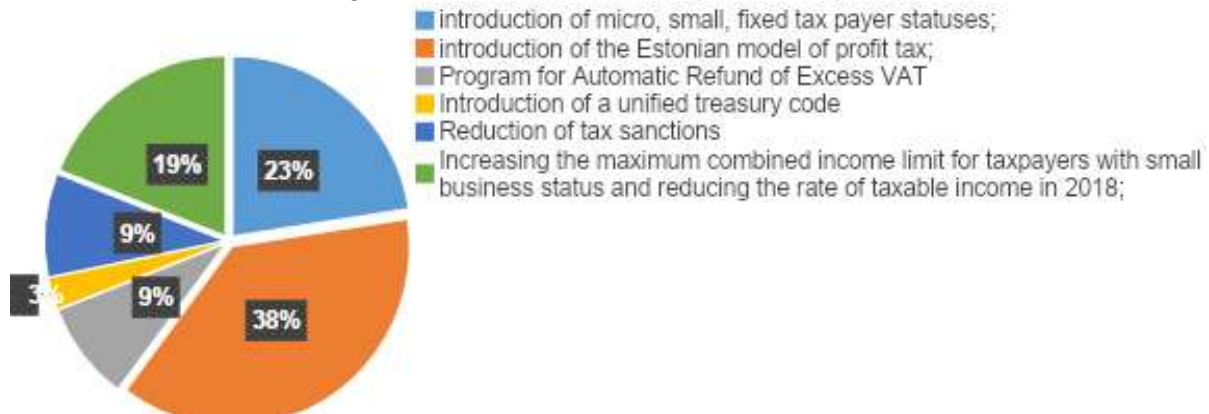 introduction of micro, small, fixed tax payer statuses;
introduction of the Estonian model of profit tax;
Program for Automatic Refund of Excess VAT
Introduction of a unified treasury code
Reduction of tax sanctions
Increasing the maximum combined income limit for taxpayers with small
business status and reducing the rate of taxable income in 2018;
19%
23%
9%
3%
9%
38%